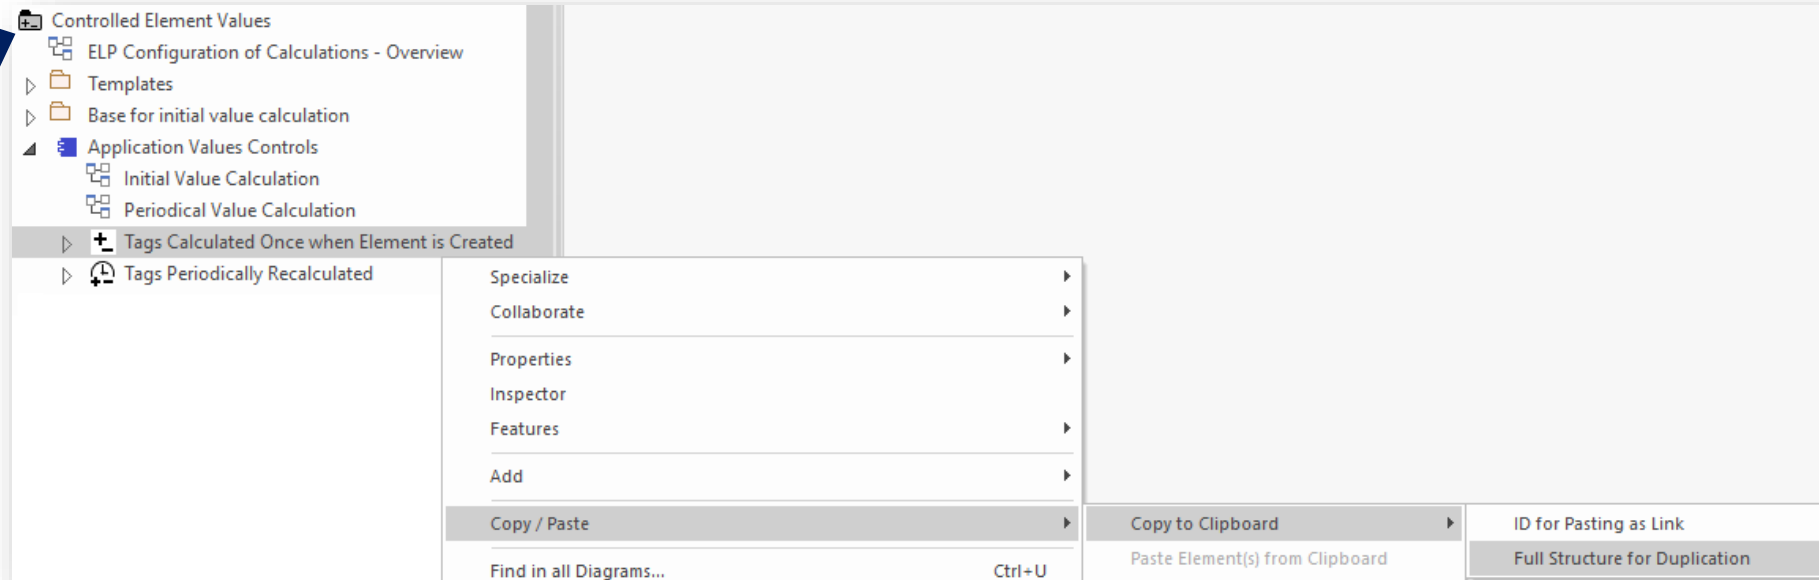 Controlled Element Values
ELP Configuration of Calculations - Overview
Templates
Base for initial value calculation
Application Values Controls
Initial Value Calculation
Periodical Value Calculation
Tags Calculated Once when Element is Created
Tags Periodically Recalculated
Specialize
Collaborate
Properties
Inspector
Features
Add
Copy / Paste
Copy to Clipboard
ID for Pasting as Link
Paste Element(s) from Clipboard
Full Structure for Duplication
Find in all Diagrams... Ctrl+U